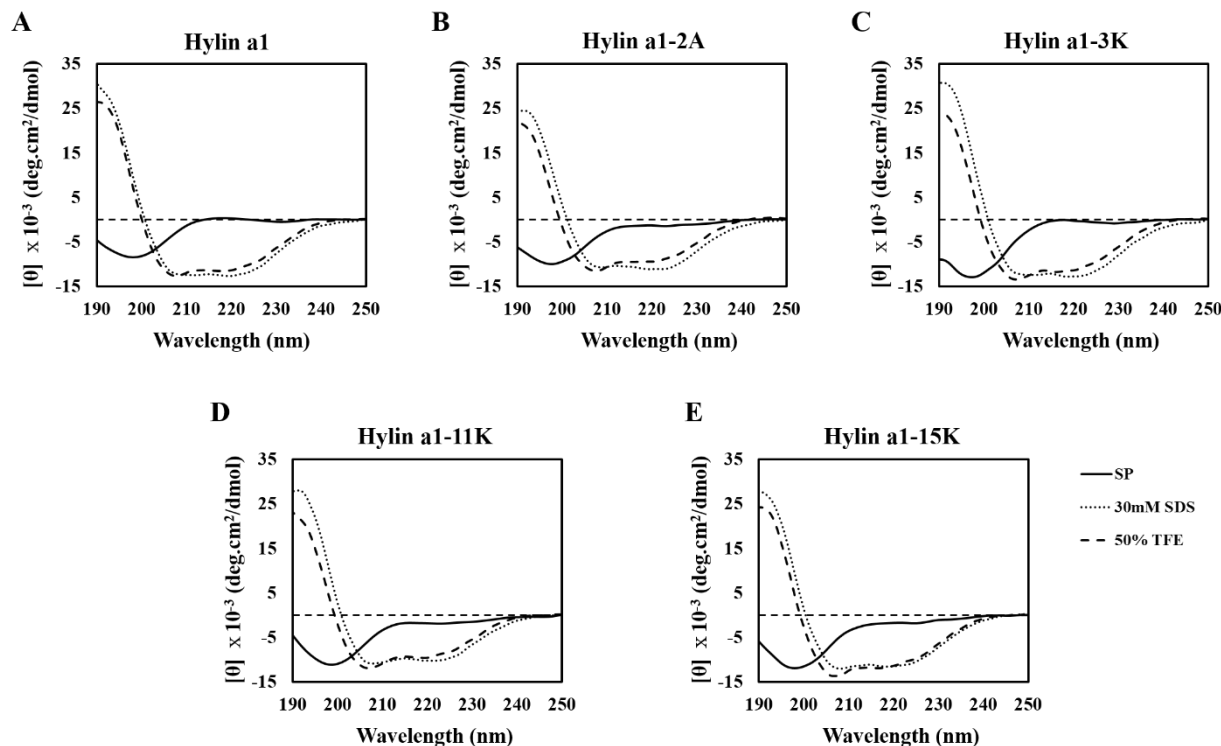 A
Hylin a1
[θ] x 10⁻³ (deg.cm²/dmol)
35
25
15
5
-5
-15
190 200 210 220 230 240 250
Wavelength (nm)
B
Hylin a1-2A
[θ] x 10⁻³ (deg.cm²/dmol)
35
25
15
5
-5
-15
190 200 210 220 230 240 250
Wavelength (nm)
C
Hylin a1-3K
[θ] x 10⁻³ (deg.cm²/dmol)
35
25
15
5
-5
-15
190 200 210 220 230 240 250
Wavelength (nm)
D
Hylin a1-11K
[θ] x 10⁻³ (deg.cm²/dmol)
35
25
15
5
-5
-15
190 200 210 220 230 240 250
Wavelength (nm)
E
Hylin a1-15K
[θ] x 10⁻³ (deg.cm²/dmol)
35
25
15
5
-5
-15
190 200 210 220 230 240 250
Wavelength (nm)
SP
30mM SDS
50% TFE